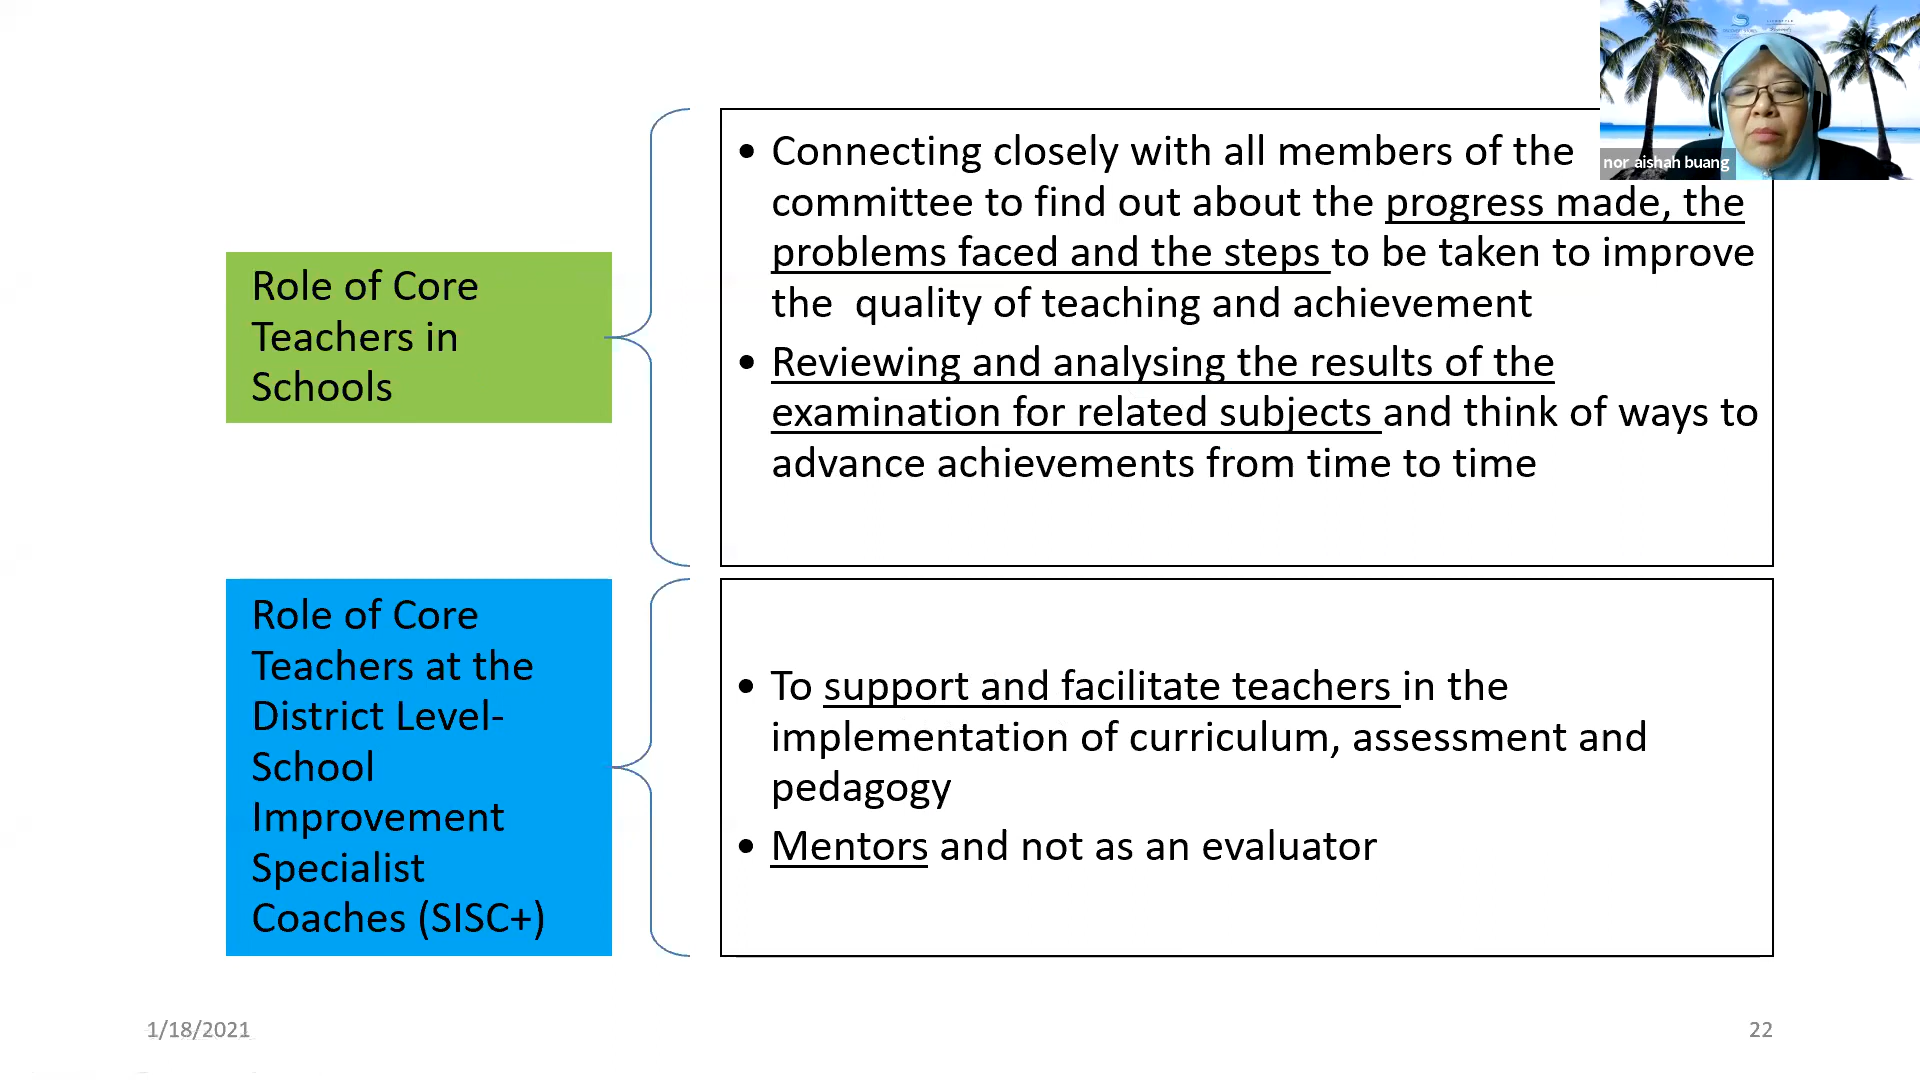 nor aishah buang
Role of Core
Teachers in
Schools
• Connecting closely with all members of the
committee to find out about the progress made, the
problems faced and the steps to be taken to improve
the  quality of teaching and achievement
• Reviewing and analysing the results of the
examination for related subjects and think of ways to
advance achievements from time to time
Role of Core
Teachers at the
District Level-
School
Improvement
Specialist
Coaches (SISC+)
• To support and facilitate teachers in the
implementation of curriculum, assessment and
pedagogy
• Mentors and not as an evaluator
1/18/2021
22